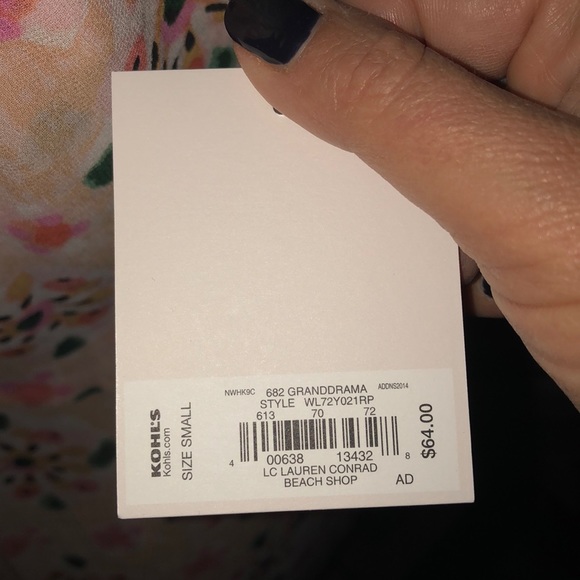 KOHL'S
Kohls.com
SIZE SMALL
NWHK9C 682 GRANDDRAMA ADDNS2014
STYLE WL72Y021RP
613 70 72
4 00638 13432 8
LC LAUREN CONRAD
BEACH SHOP AD
$64.00